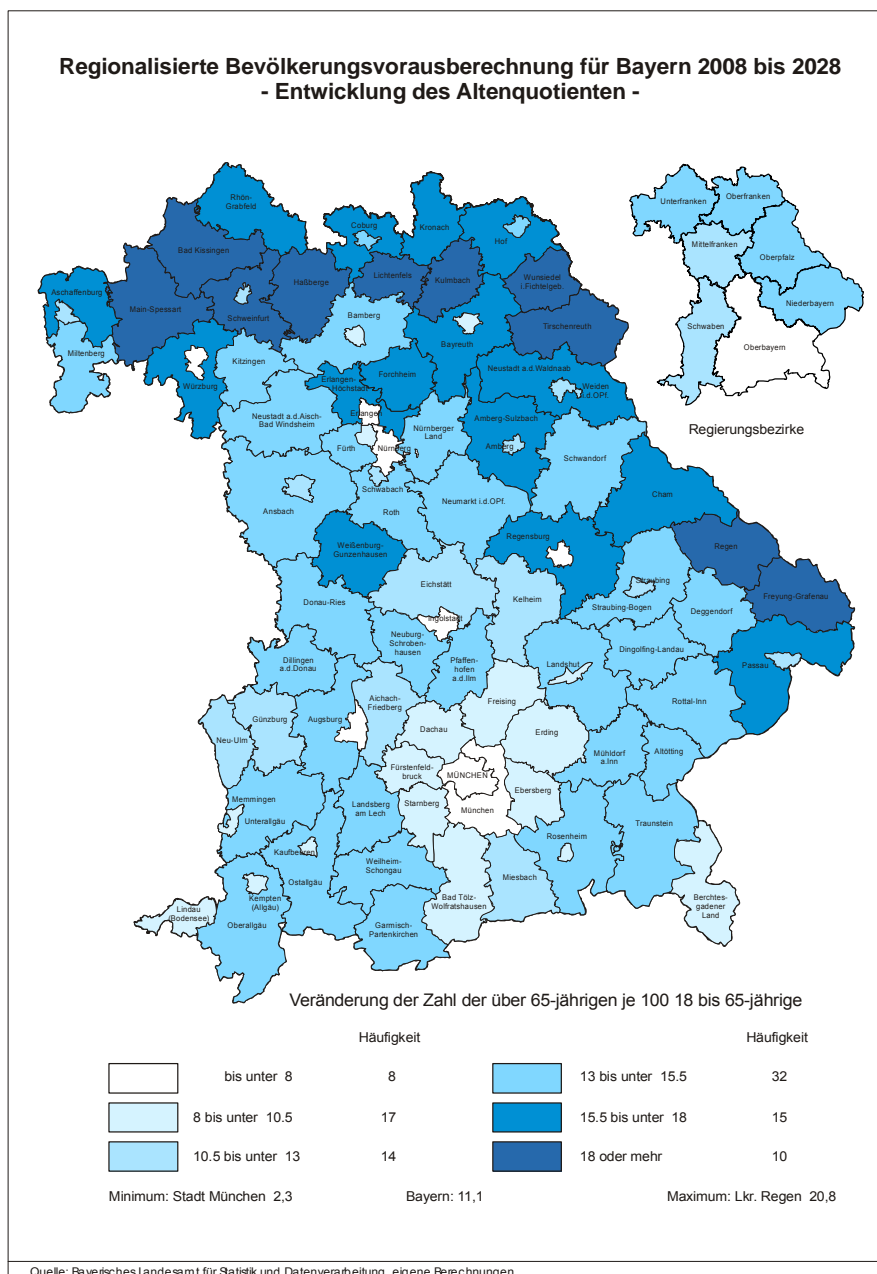 Regionalisierte Bevölkerungsvorausberechnung für Bayern 2008 bis 2028
- Entwicklung des Altenquotienten -
Rhön-
Grabfeld
Coburg
Kronach
Hof
Bad Kissingen
Aschaffenburg
Haßberge
Lichtenfels
Kulmbach
Wunsiedel
i.Fichtelgeb.
Main-Spessart
Schweinfurt
Bamberg
Tirschenreuth
Miltenberg
Würzburg
Kitzingen
Bayreuth
Erlangen-
Höchstadt
Forchheim
Neustadt a.d.Waldnaab
Weiden
i.d.OPf.
Neustadt a.d.Aisch-
Bad Windsheim
Erlangen
Fürth
Nürnberg
Nürnberger
Land
Amberg-Sulzbach
Amberg
Schwandorf
Ansbach
Schwabach
Roth
Neumarkt i.d.OPf.
Cham
Weißenburg-
Gunzenhausen
Regensburg
Regen
Freyung-Grafenau
Eichstätt
Kelheim
Straubing
Straubing-Bogen
Deggendorf
Donau-Ries
Ingolstadt
Neuburg-
Schroben-
hausen
Pfaffen-
hofen
a.d.Ilm
Landshut
Dingolfing-Landau
Passau
Dillingen
a.d.Donau
Aichach-
Friedberg
Freising
Rottal-Inn
Neu-Ulm
Günzburg
Augsburg
Dachau
Erding
Mühldorf
a.Inn
Altötting
Fürstenfeld-
bruck
MÜNCHEN
München
Ebersberg
Starnberg
Memmingen
Unterallgäu
Landsberg
am Lech
Traunstein
Rosenheim
Kaufbeuren
Ostallgäu
Weilheim-
Schongau
Bad Tölz-
Wolfratshausen
Miesbach
Berchtes-
gadener
Land
Lindau
(Bodensee)
Kempten
(Allgäu)
Oberallgäu
Garmisch-
Partenkirchen
Unterfranken
Oberfranken
Mittelfranken
Oberpfalz
Niederbayern
Schwaben
Oberbayern
Regierungsbezirke
Veränderung der Zahl der über 65-jährigen je 100 18 bis 65-jährige
Häufigkeit Häufigkeit
bis unter 8 8 13 bis unter 15.5 32
8 bis unter 10.5 17 15.5 bis unter 18 15
10.5 bis unter 13 14 18 oder mehr 10
Minimum: Stadt München 2,3 Bayern: 11,1 Maximum: Lkr. Regen 20,8
Quelle: Bayerisches Landesamt für Statistik und Datenverarbeitung, eigene Berechnungen